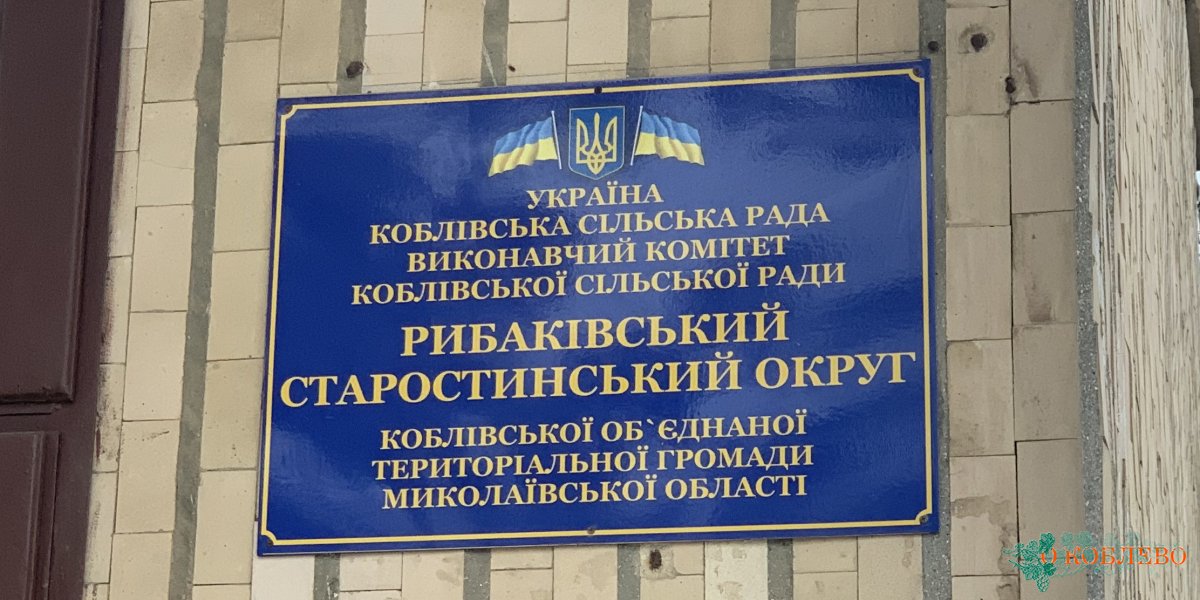 УКРАЇНА
КОБЛІВСЬКА СІЛЬСЬКА РАДА
ВИКОНАВЧИЙ КОМІТЕТ
КОБЛІВСЬКОЇ СІЛЬСЬКОЇ РАДИ
РИБАКІВСЬКИЙ
СТАРОСТИНСЬКИЙ ОКРУГ
КОБЛІВСЬКОЇ ОБ`ЄДНАНОЇ
ТЕРИТОРІАЛЬНОЇ ГРОМАДИ
МИКОЛАЇВСЬКОЇ ОБЛАСТІ
О КОБЛЕВО